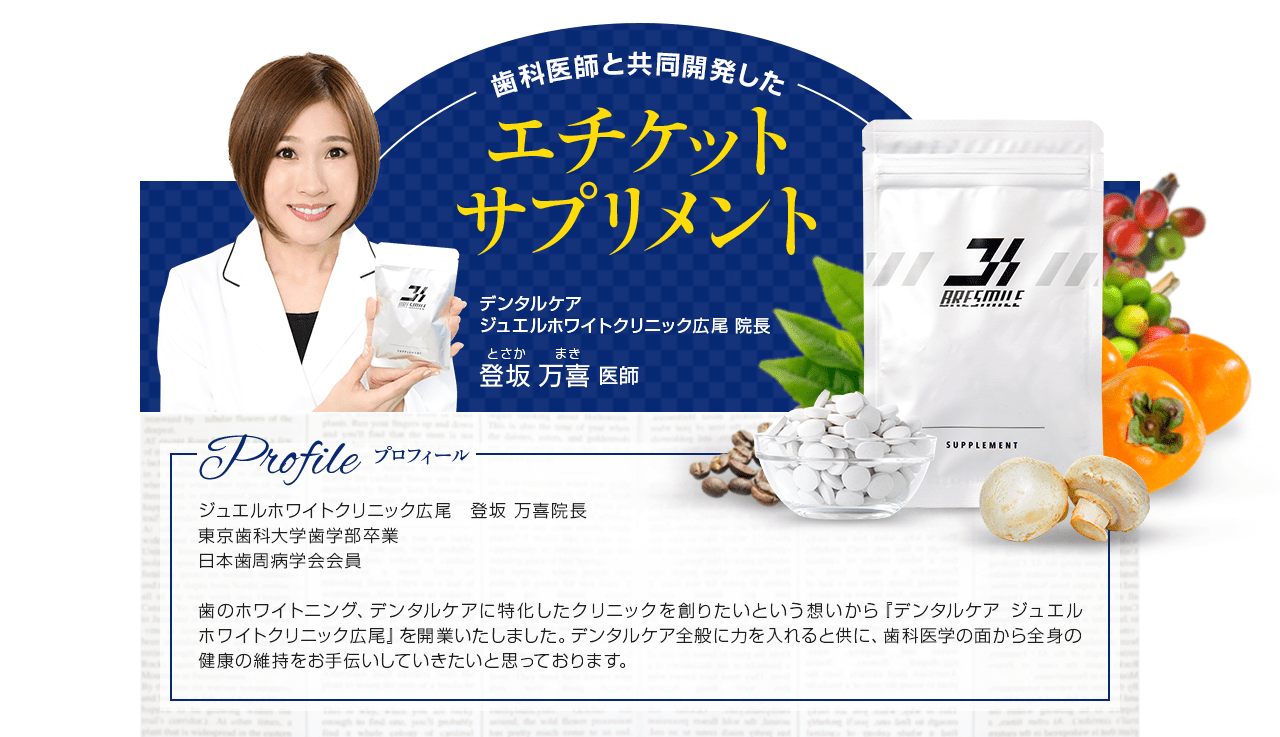 歯科医師と共同開発した
エチケット
サプリメント
デンタルケア
ジュエルホワイトクリニック広尾 院長
とさか まき
登坂 万喜 医師
BRESMILE
SUPPLEMENT
BRESMILE
SUPPLEMENT
Profile プロフィール
ジュエルホワイトクリニック広尾　登坂 万喜院長
東京歯科大学歯学部卒業
日本歯周病学会会員
歯のホワイトニング、デンタルケアに特化したクリニックを創りたいという想いから『デンタルケア ジュエル
ホワイトクリニック広尾』を開業いたしました。デンタルケア全般に力を入れると供に、歯科医学の面から全身の
健康の維持をお手伝いしていきたいと思っております。